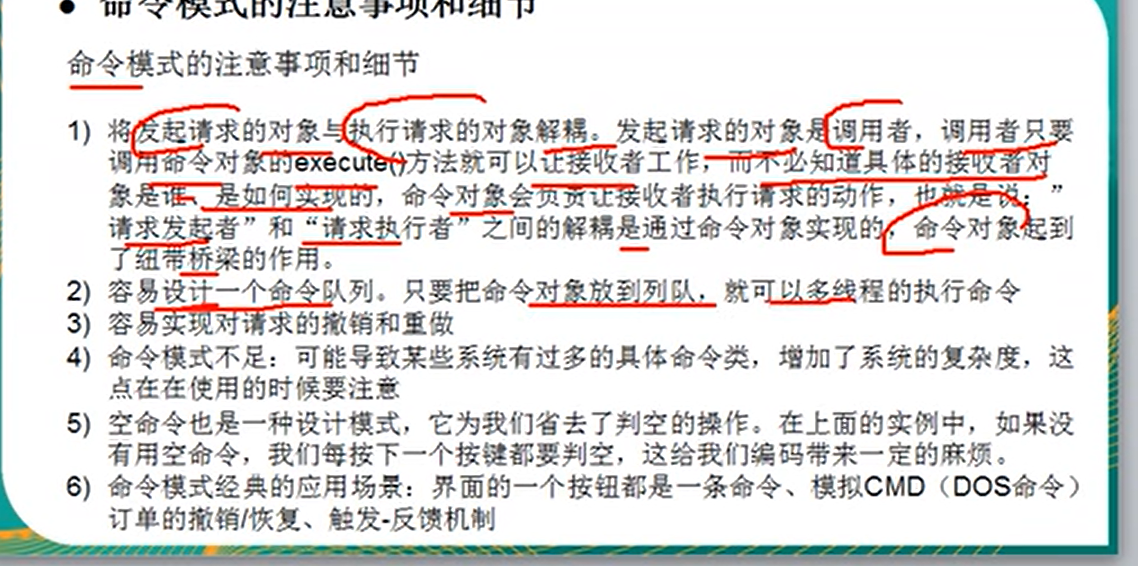 ● 命令模式的注意事项和细节
命令模式的注意事项和细节
1) 将发起请求的对象与执行请求的对象解耦。发起请求的对象是调用者，调用者只要
调用命令对象的execute()方法就可以让接收者工作，而不必知道具体的接收者对
象是谁、是如何实现的，命令对象会负责让接收者执行请求的动作，也就是说：”
请求发起者”和“请求执行者”之间的解耦是通过命令对象实现的，命令对象起到
了纽带桥梁的作用。
2) 容易设计一个命令队列。只要把命令对象放到列队，就可以多线程的执行命令
3) 容易实现对请求的撤销和重做
4) 命令模式不足：可能导致某些系统有过多的具体命令类，增加了系统的复杂度，这
点在在使用的时候要注意
5) 空命令也是一种设计模式，它为我们省去了判空的操作。在上面的实例中，如果没
有用空命令，我们每按下一个按键都要判空，这给我们编码带来一定的麻烦。
6) 命令模式经典的应用场景：界面的一个按钮都是一条命令、模拟CMD（DOS命令）
订单的撤销/恢复、触发-反馈机制